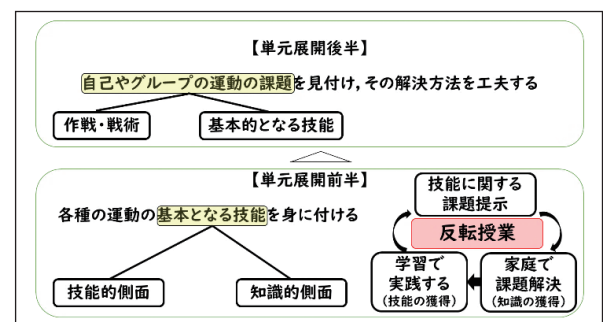 【単元展開後半】
自己やグループの運動の課題を見付け,その解決方法を工夫する
作戦・戦術
基本的となる技能
【単元展開前半】
各種の運動の基本となる技能を身に付ける
技能的側面
知識的側面
技能に関する
課題提示
反転授業
学習で
実践する
(技能の獲得)
家庭で
課題解決
(知識の獲得)